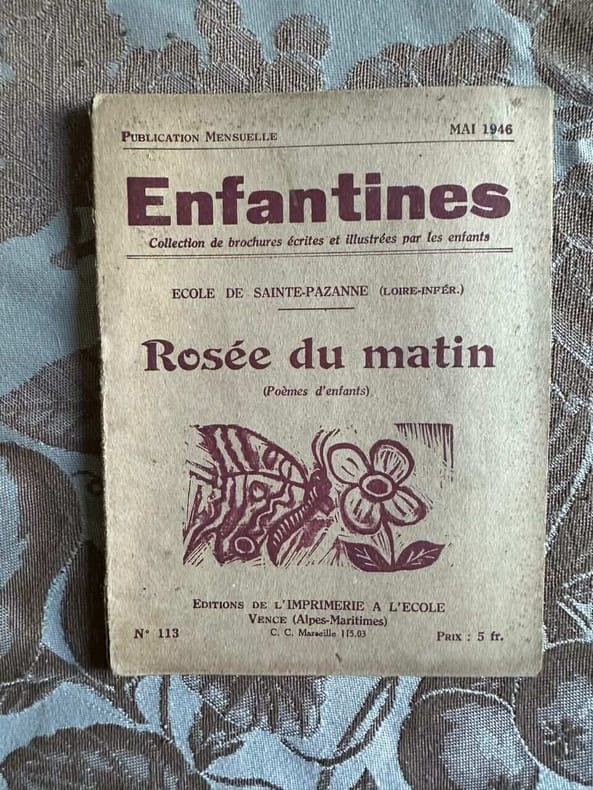 PUBLICATION MENSUELLE MAI 1946
Enfantines
Collection de brochures écrites et illustrées par les enfants
ECOLE DE SAINTE-PAZANNE (LOIRE-INFÉR.)
Rosée du matin
(Poèmes d'enfants)
EDITIONS DE L'IMPRIMERIE A L'ECOLE
VENCE (Alpes-Maritimes)
N° 113 C. C. Marseille 115.03 PRIX : 5 fr.